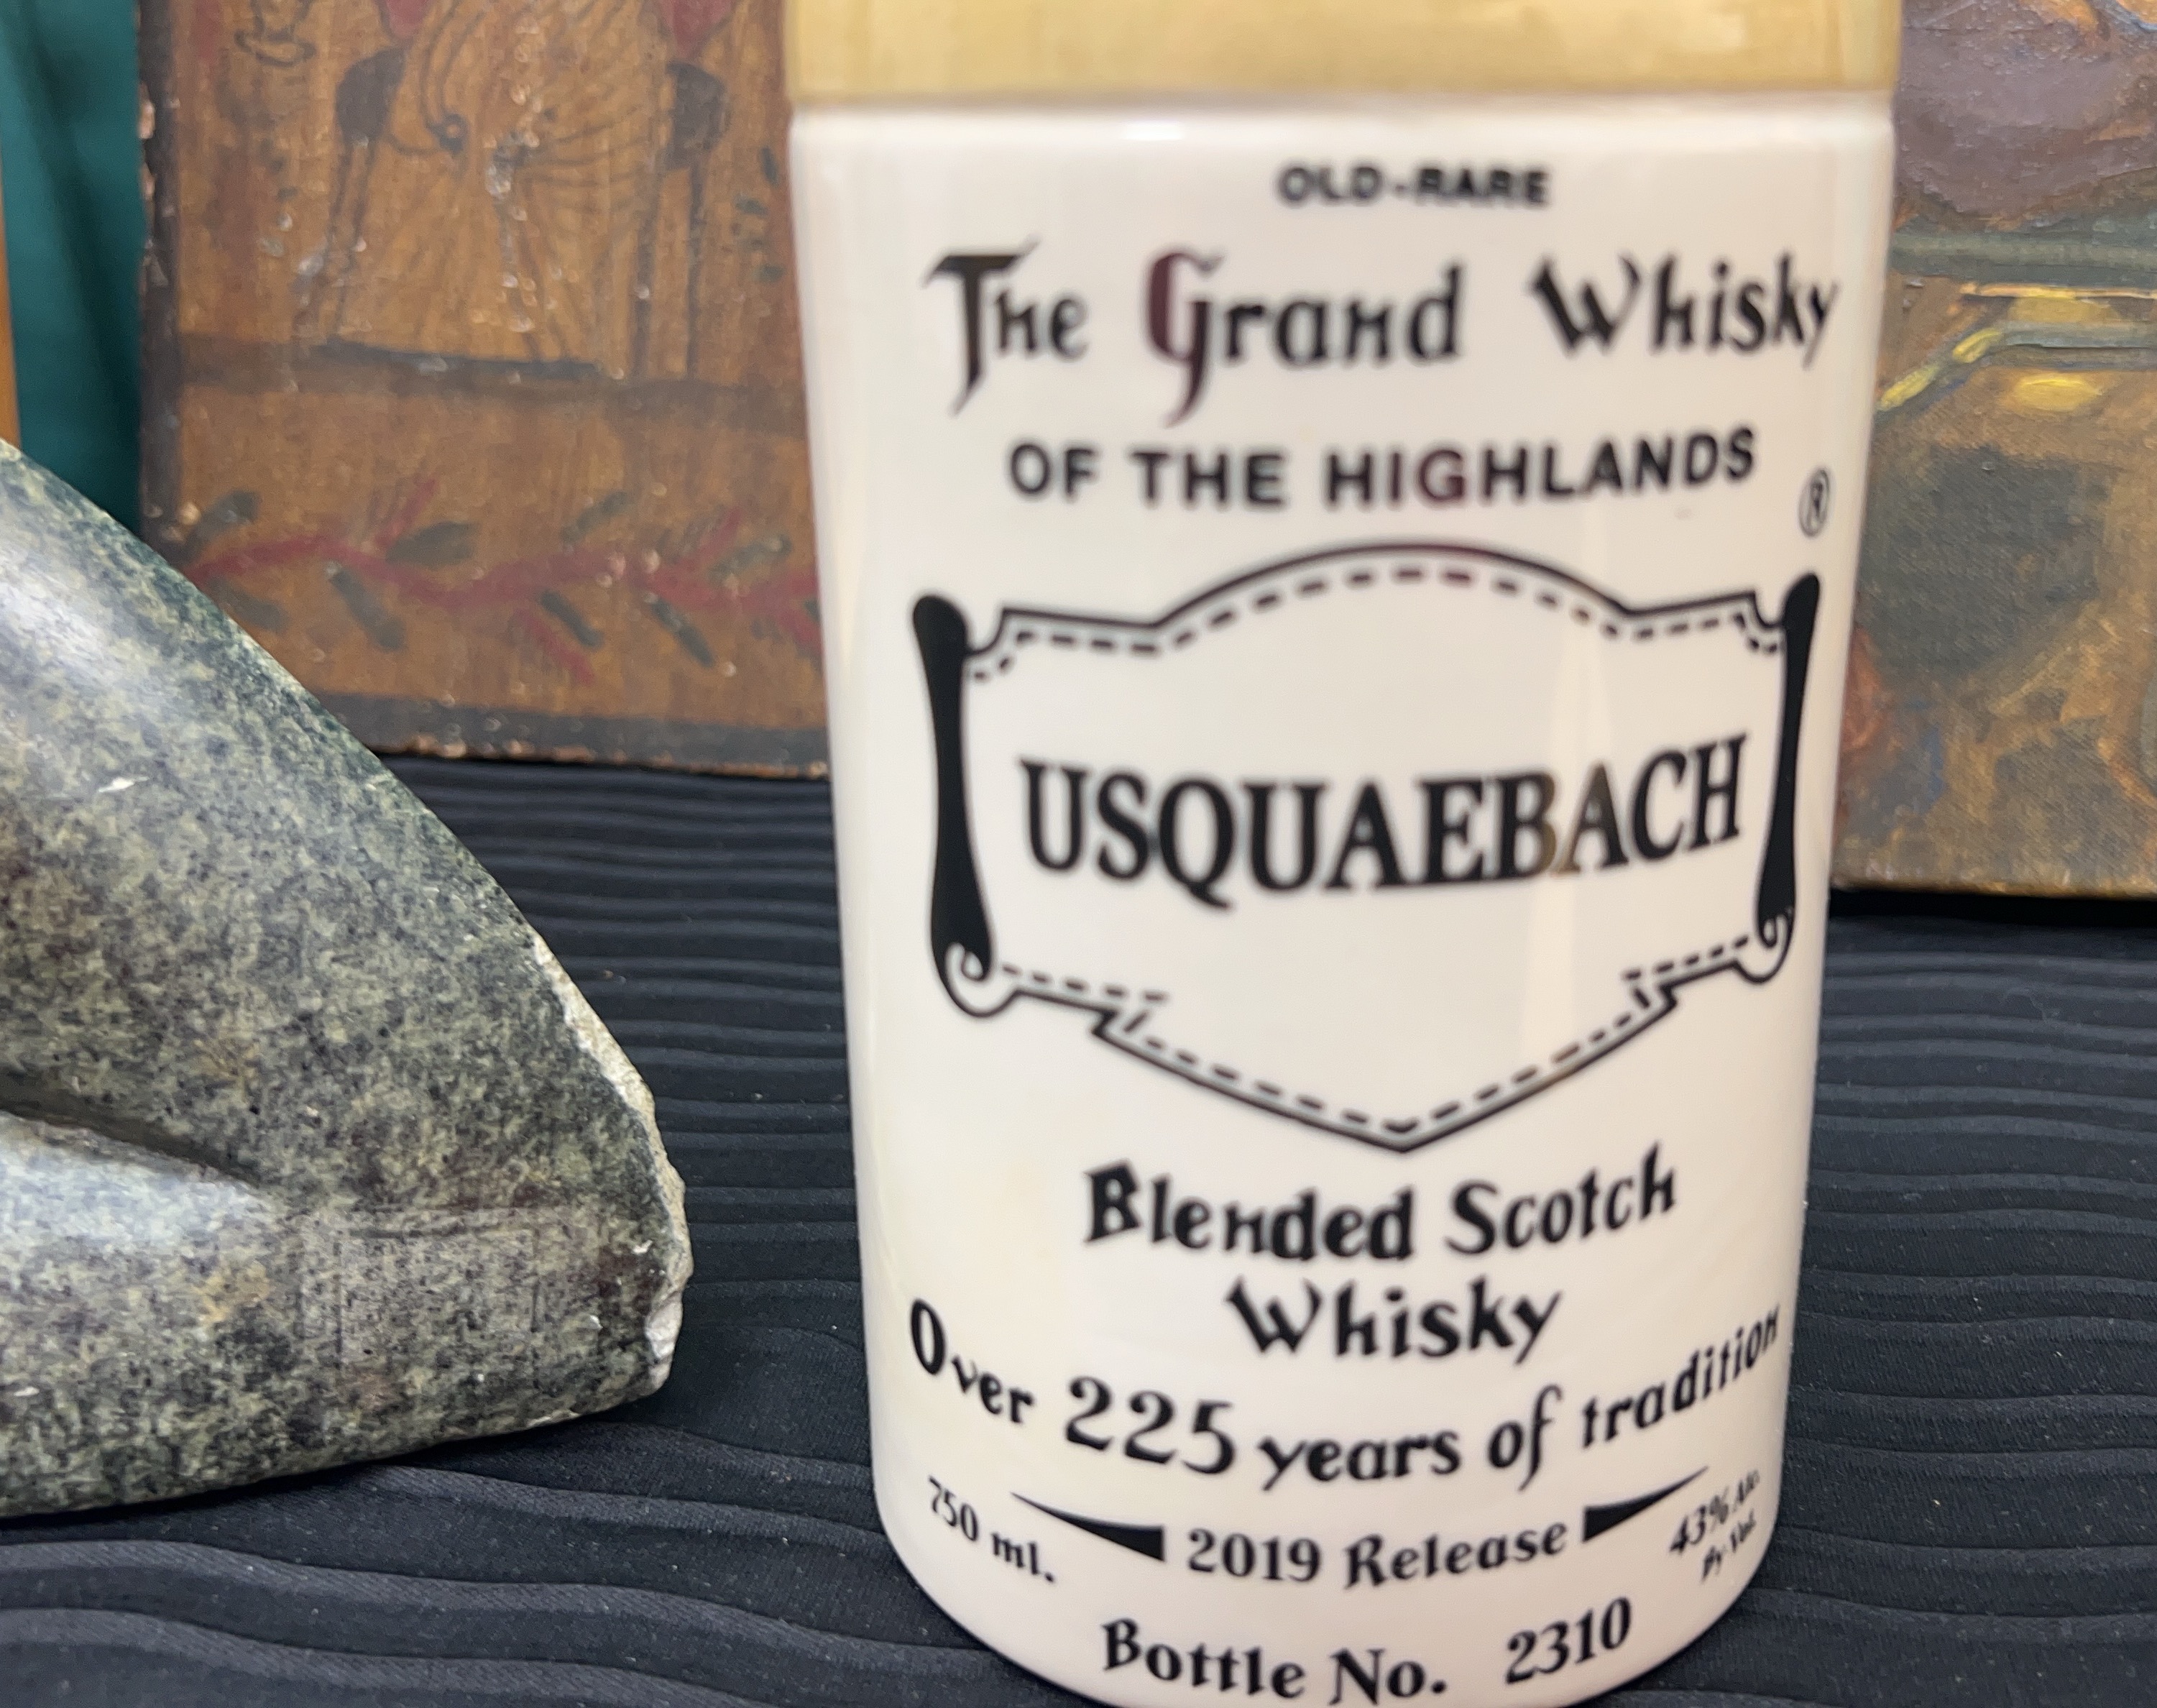 OLD-RARE
The Grand Whisky
OF THE HIGHLANDS
®
USQUAEBACH
Blended Scotch
Whisky
Over 225 years of tradition
750 ml.
2019 Release
43% Alc.
By Vol.
Bottle No. 2310